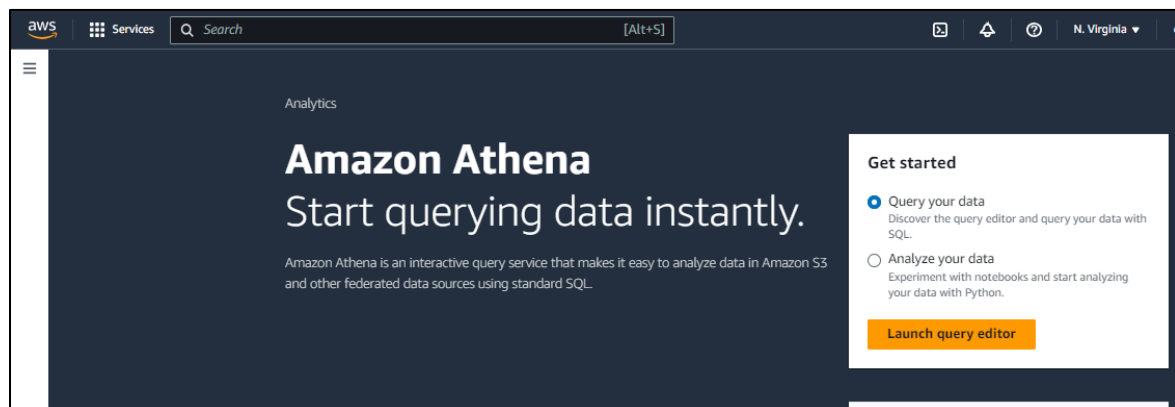 aws
Services
Search
[Alt+S]
N. Virginia
Analytics
Amazon Athena
Start querying data instantly.
Amazon Athena is an interactive query service that makes it easy to analyze data in Amazon S3
and other federated data sources using standard SQL.
Get started
Query your data
Discover the query editor and query your data with
SQL.
Analyze your data
Experiment with notebooks and start analyzing
your data with Python.
Launch query editor